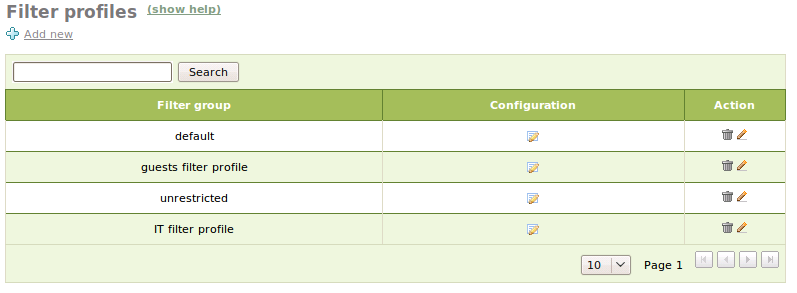 Filter profiles (show help)
Add new
Search
Filter group Configuration Action
default
guests filter profile
unrestricted
IT filter profile
10 Page 1